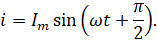 i = I_m sin (ωt + π/2).